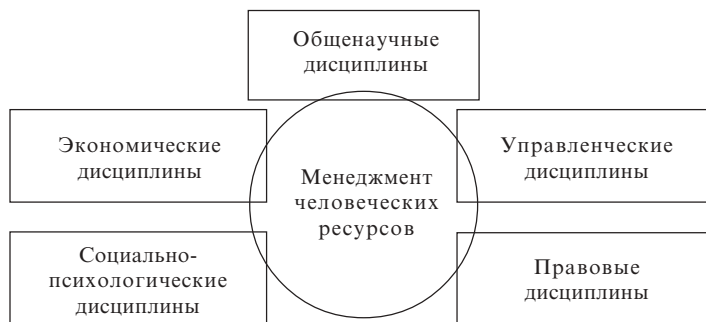 Общенаучные
дисциплины
Экономические
дисциплины
Управленческие
дисциплины
Менеджмент
человеческих
ресурсов
Социально-
психологические
дисциплины
Правовые
дисциплины